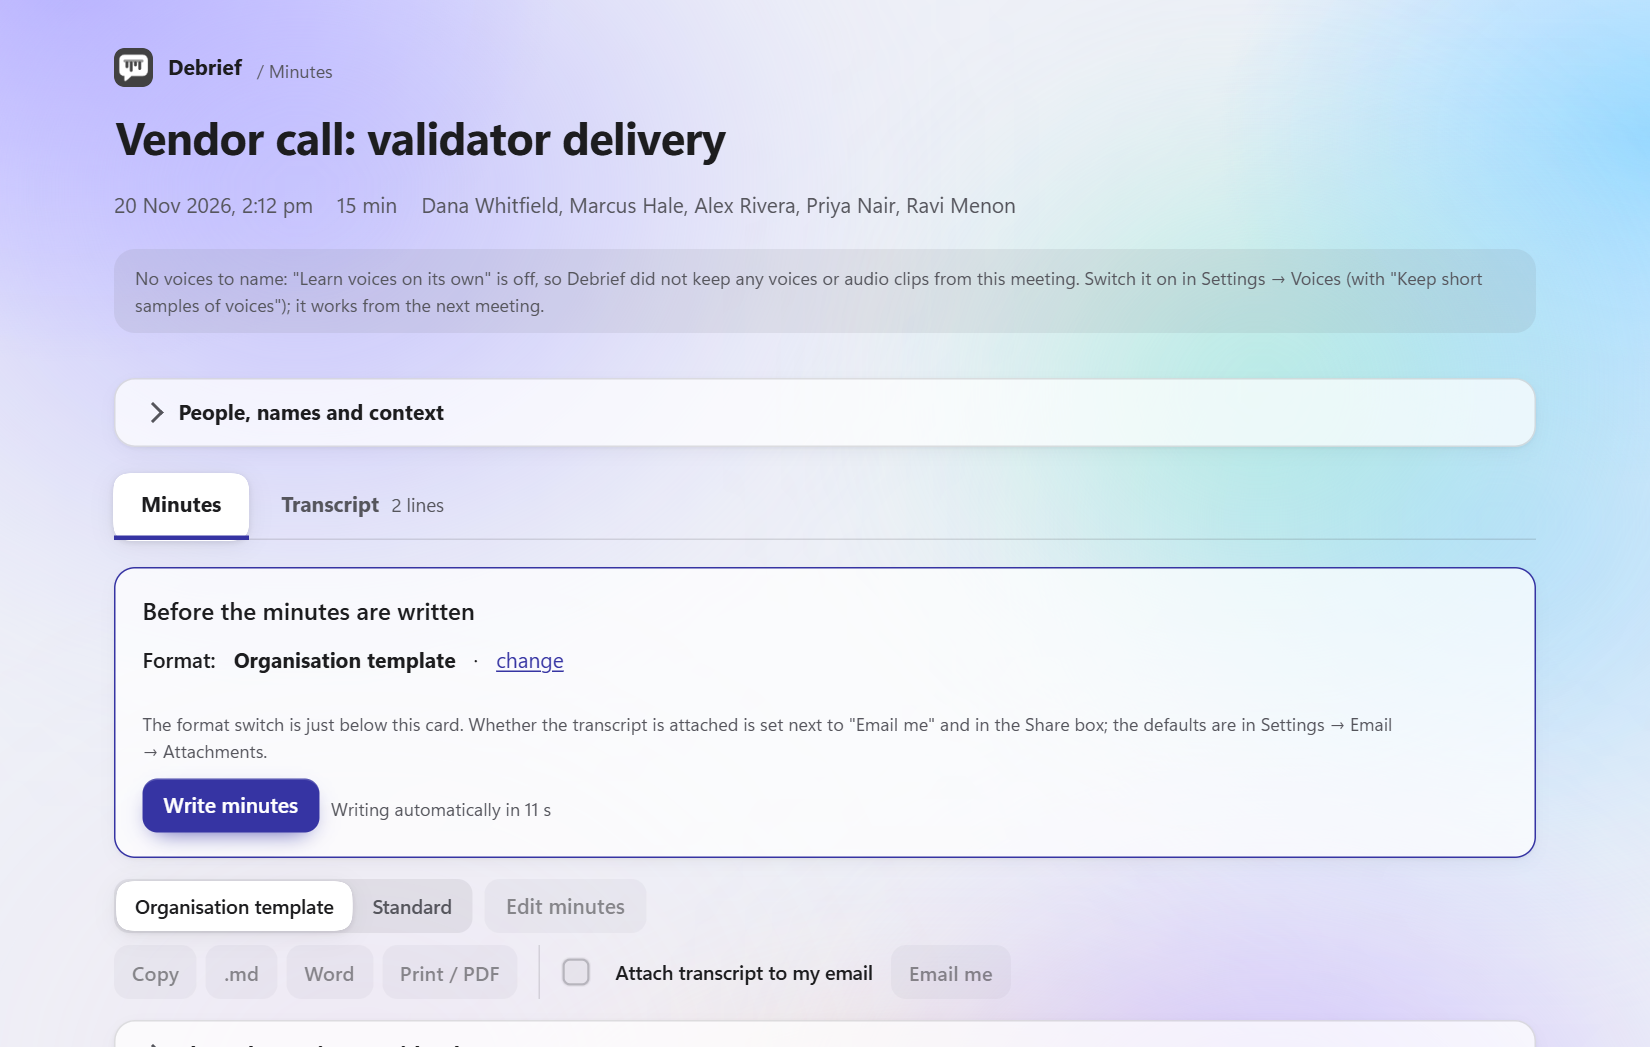 Debrief / Minutes
Vendor call: validator delivery
20 Nov 2026, 2:12 pm 15 min Dana Whitfield, Marcus Hale, Alex Rivera, Priya Nair, Ravi Menon
No voices to name: "Learn voices on its own" is off, so Debrief did not keep any voices or audio clips from this meeting. Switch it on in Settings → Voices (with "Keep short
samples of voices"); it works from the next meeting.
People, names and context
Minutes Transcript 2 lines
Before the minutes are written
Format: Organisation template · change
The format switch is just below this card. Whether the transcript is attached is set next to "Email me" and in the Share box; the defaults are in Settings → Email
→ Attachments.
Write minutes Writing automatically in 11 s
Organisation template Standard Edit minutes
Copy .md Word Print / PDF Attach transcript to my email Email me